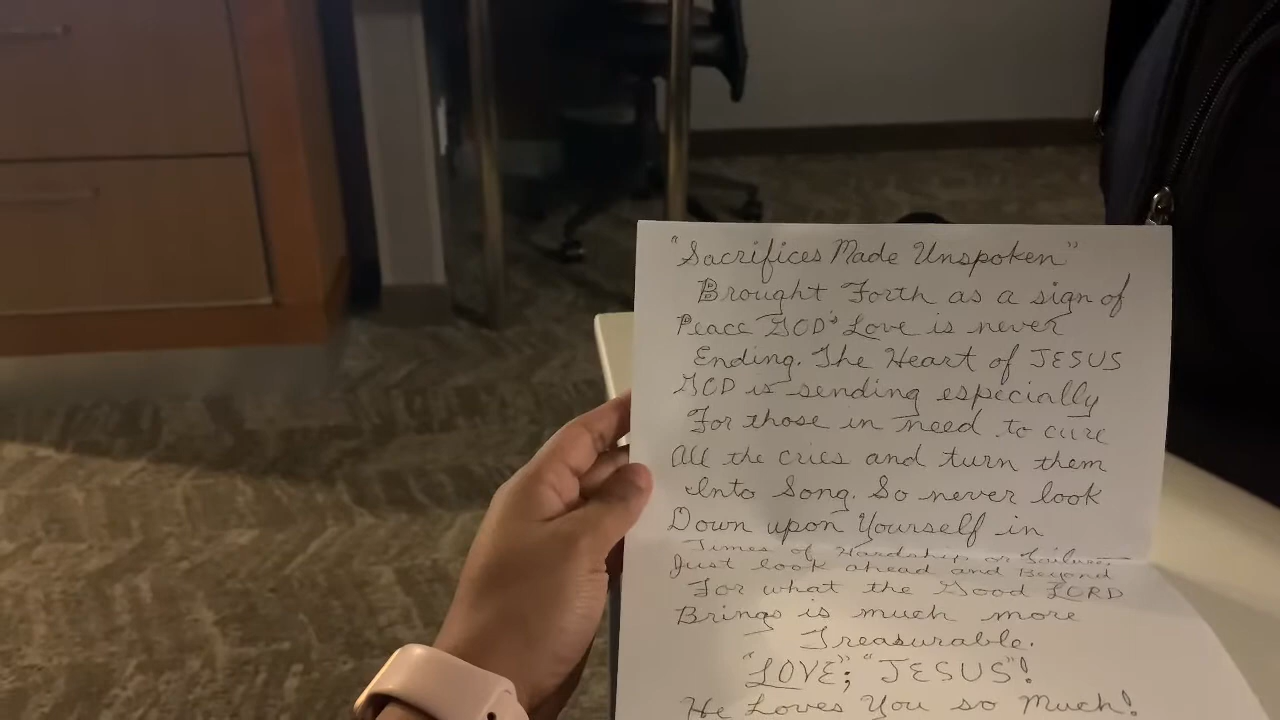 "Sacrifices Made Unspoken"
Brought Forth as a sign of
Peace GOD's Love is never
Ending. The Heart of JESUS
GOD is sending especially
For those in need to cure
All the cries and turn them
Into Song. So never look
Down upon Yourself in
Times of Hardship or Failure,
Just look ahead and Beyond
For what the Good LORD
Brings is much more
Treasurable.
"LOVE"; "JESUS"!
He Loves You so Much!